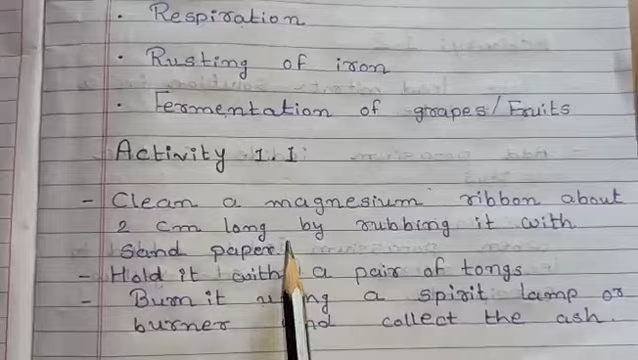 • Respiration
• Rusting of iron
• Fermentation of grapes/Fruits
Activity 1.1:
- Clean a magnesium ribbon about
2 cm long by rubbing it with
Sand paper.
- Hold it with a pair of tongs.
- Burn it a spirit lamp or
burner collect the ash.